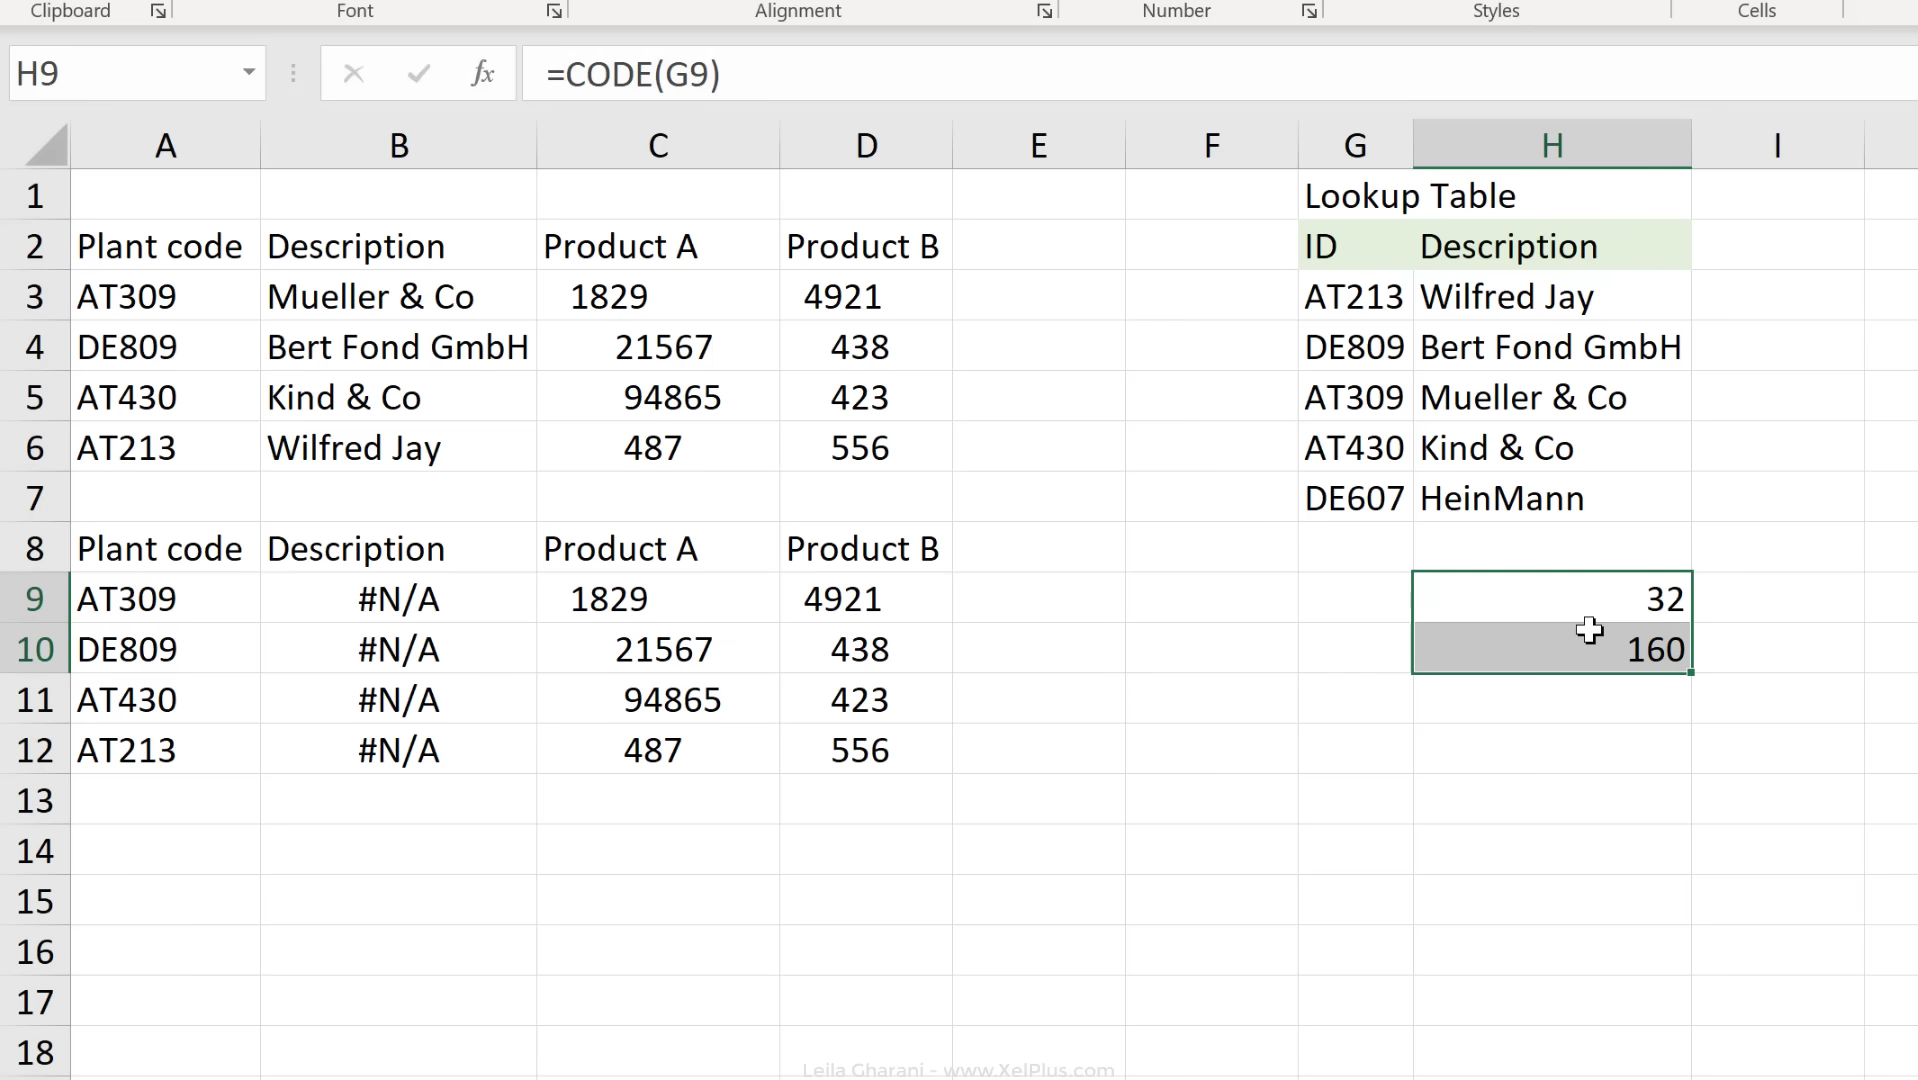 Clipboard Font Alignment Number Styles Cells
H9 fx =CODE(G9)
A B C D E F G H I
1 Lookup Table
2 Plant code Description Product A Product B ID Description
3 AT309 Mueller & Co 1829 4921 AT213 Wilfred Jay
4 DE809 Bert Fond GmbH 21567 438 DE809 Bert Fond GmbH
5 AT430 Kind & Co 94865 423 AT309 Mueller & Co
6 AT213 Wilfred Jay 487 556 AT430 Kind & Co
7 DE607 HeinMann
8 Plant code Description Product A Product B
9 AT309 #N/A 1829 4921 32
10 DE809 #N/A 21567 438 160
11 AT430 #N/A 94865 423
12 AT213 #N/A 487 556
13
14
15
16
17
18
Leila Gharani - www.XelPlus.com